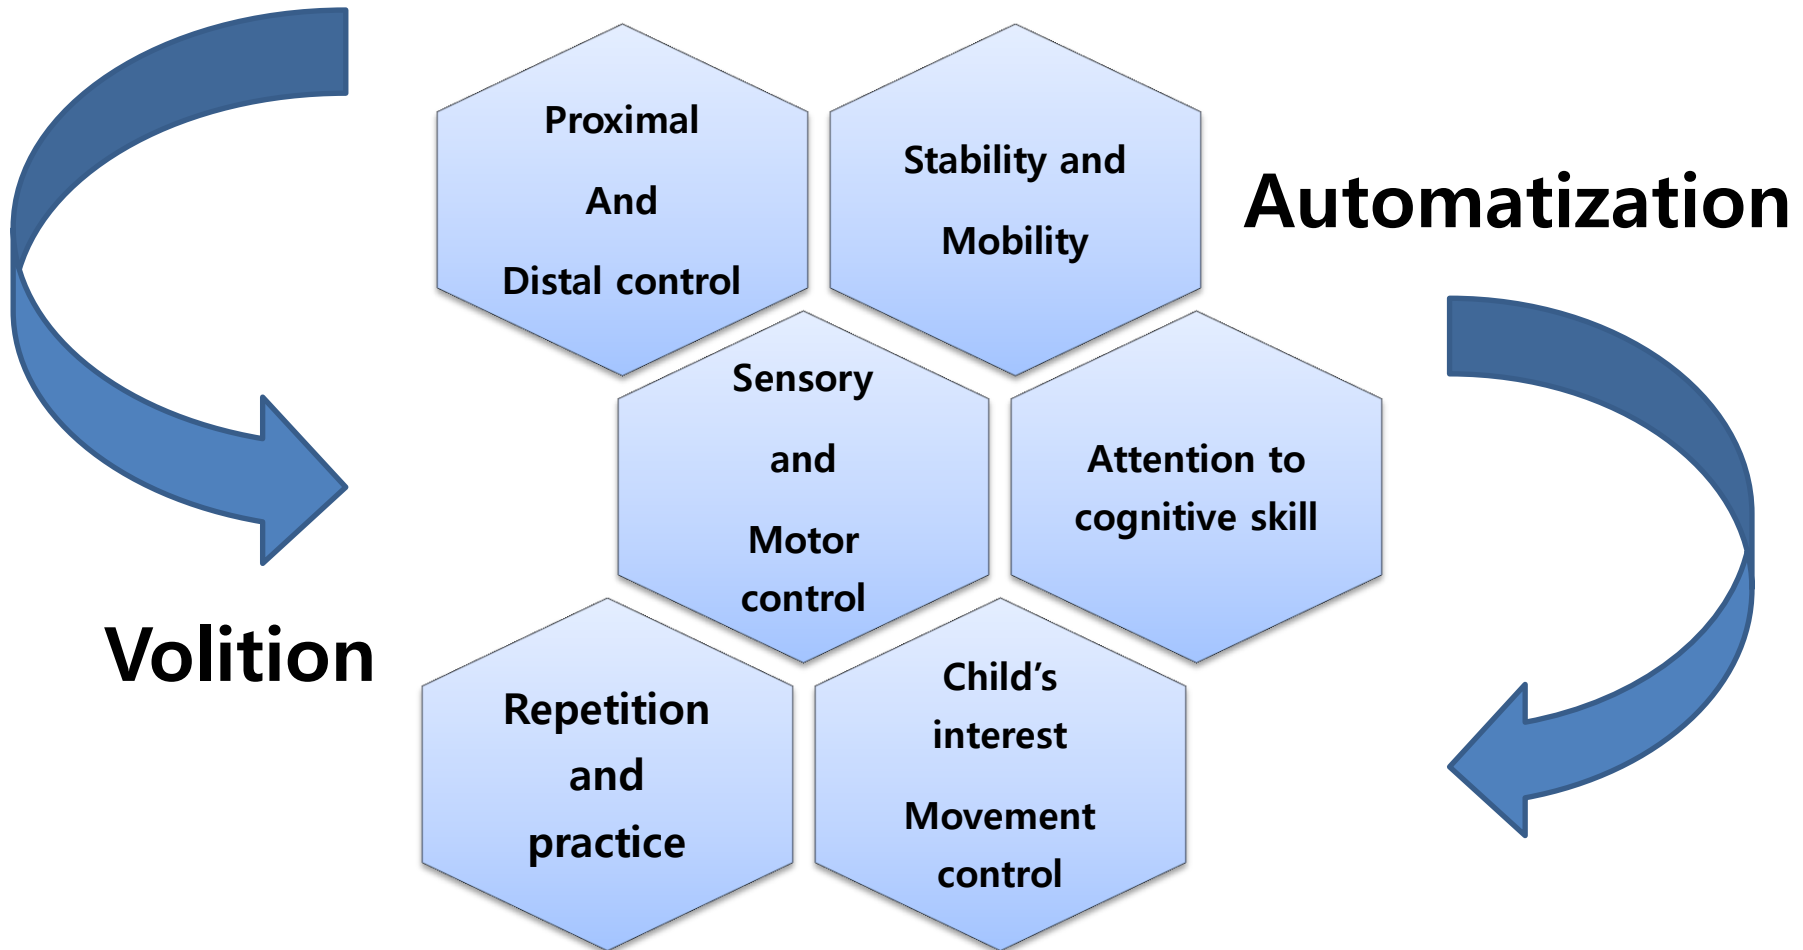 Proximal
And
Distal control
Stability and
Mobility
Automatization
Sensory
and
Motor
control
Attention to
cognitive skill
Volition
Repetition
and
practice
Child’s
interest
Movement
control